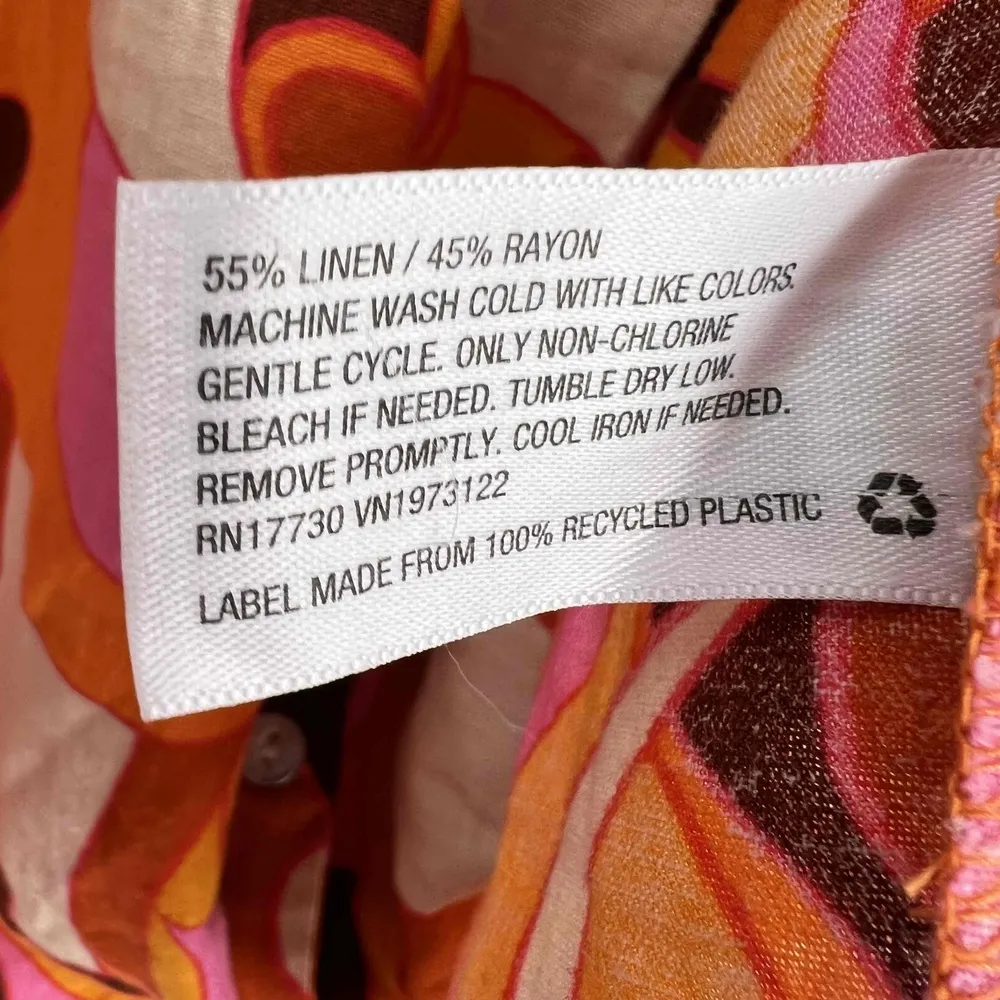 55% LINEN / 45% RAYON
MACHINE WASH COLD WITH LIKE COLORS.
GENTLE CYCLE. ONLY NON-CHLORINE
BLEACH IF NEEDED. TUMBLE DRY LOW.
REMOVE PROMPTLY. COOL IRON IF NEEDED.
RN17730 VN1973122
LABEL MADE FROM 100% RECYCLED PLASTIC